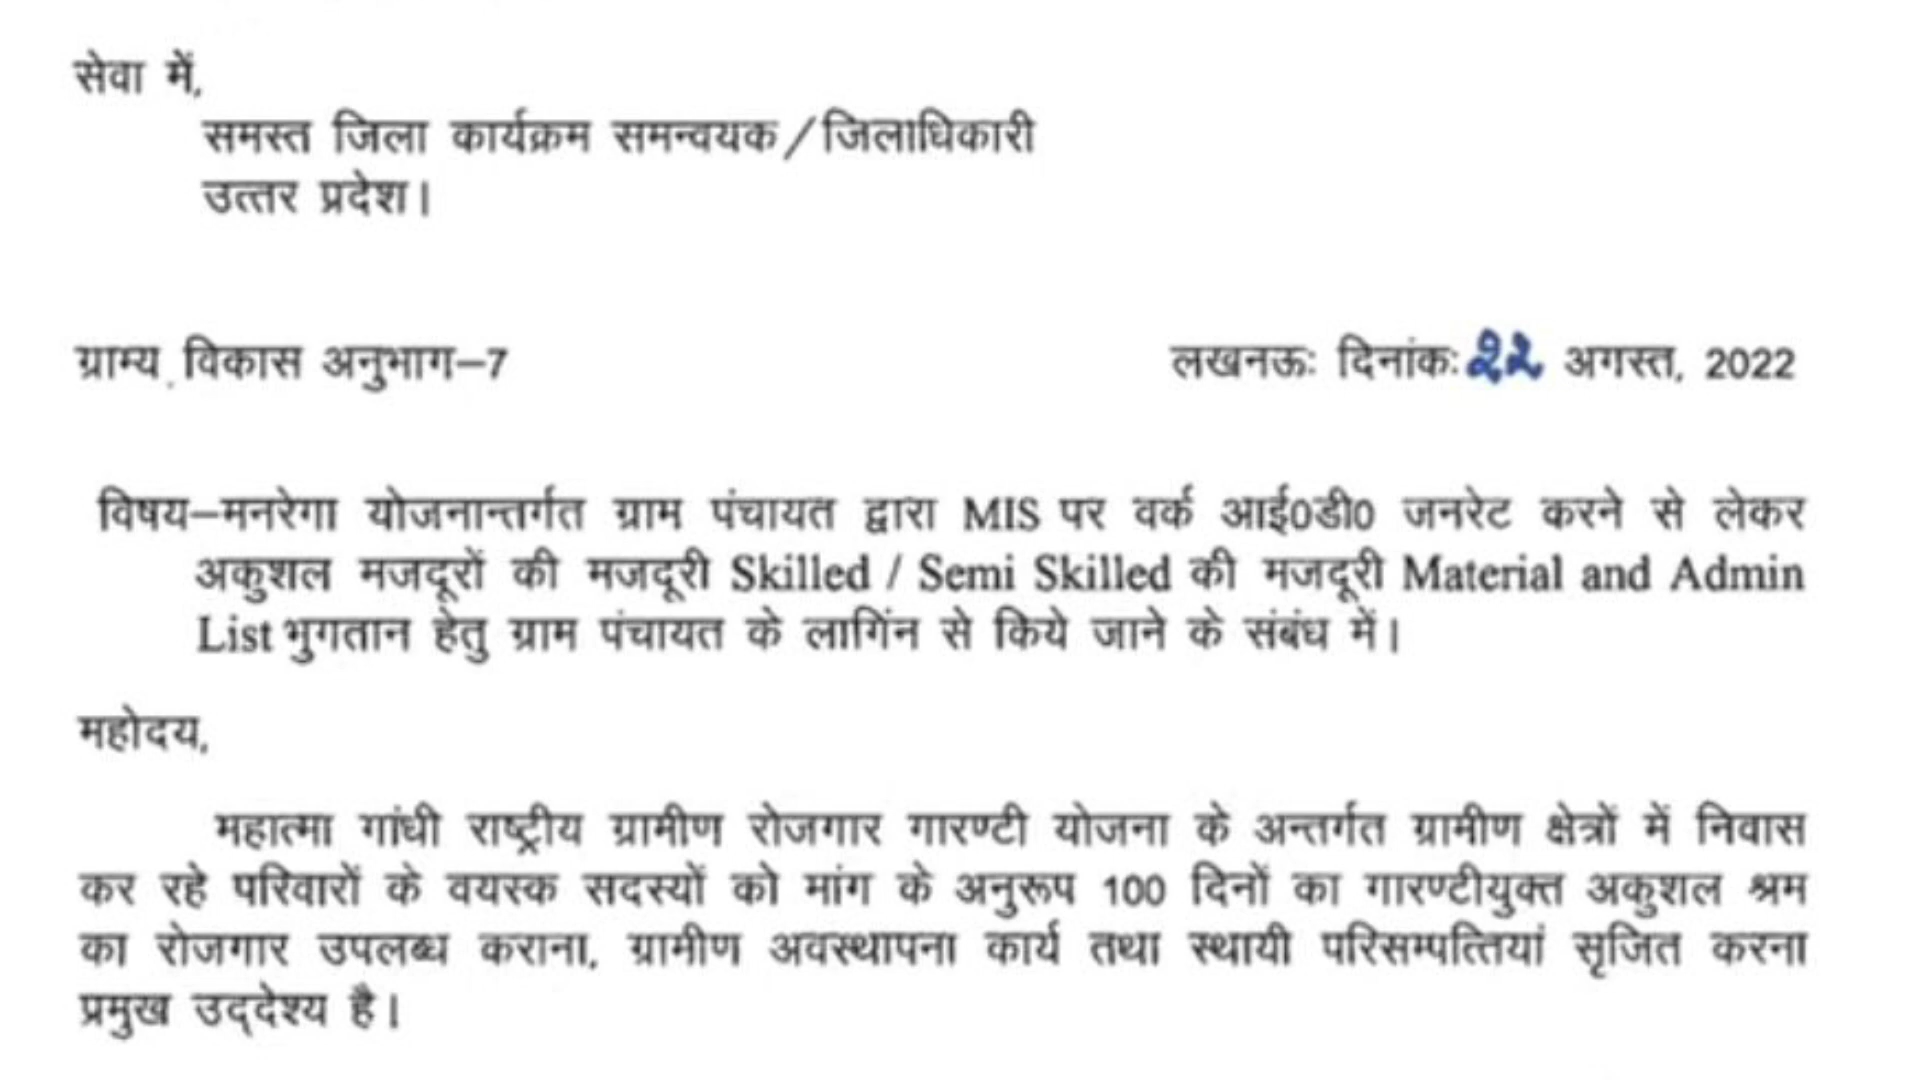 सेवा में,
समस्त जिला कार्यक्रम समन्वयक/जिलाधिकारी
उत्तर प्रदेश।
ग्राम्य विकास अनुभाग–7 लखनऊः दिनांकः 22 अगस्त, 2022
विषय–मनरेगा योजनान्तर्गत ग्राम पंचायत द्वारा MIS पर वर्क आई0डी0 जनरेट करने से लेकर
अकुशल मजदूरों की मजदूरी Skilled / Semi Skilled की मजदूरी Material and Admin
List भुगतान हेतु ग्राम पंचायत के लागिंन से किये जाने के संबंध में।
महोदय,
महात्मा गांधी राष्ट्रीय ग्रामीण रोजगार गारण्टी योजना के अन्तर्गत ग्रामीण क्षेत्रों में निवास
कर रहे परिवारों के वयस्क सदस्यों को मांग के अनुरूप 100 दिनों का गारण्टीयुक्त अकुशल श्रम
का रोजगार उपलब्ध कराना, ग्रामीण अवस्थापना कार्य तथा स्थायी परिसम्पत्तियां सृजित करना
प्रमुख उद्देश्य है।